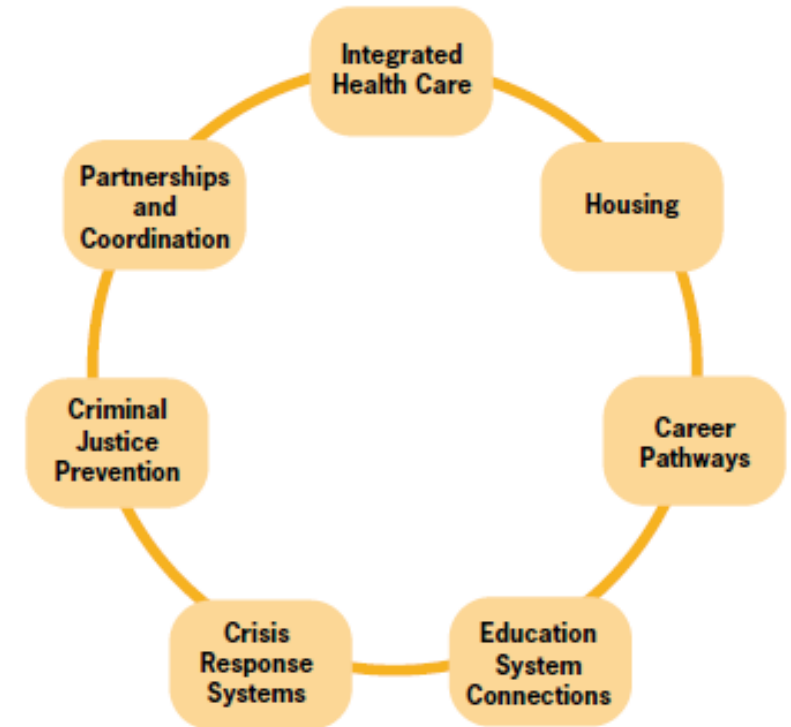 Integrated
Health Care
Housing
Career
Pathways
Education
System
Connections
Crisis
Response
Systems
Criminal
Justice
Prevention
Partnerships
and
Coordination